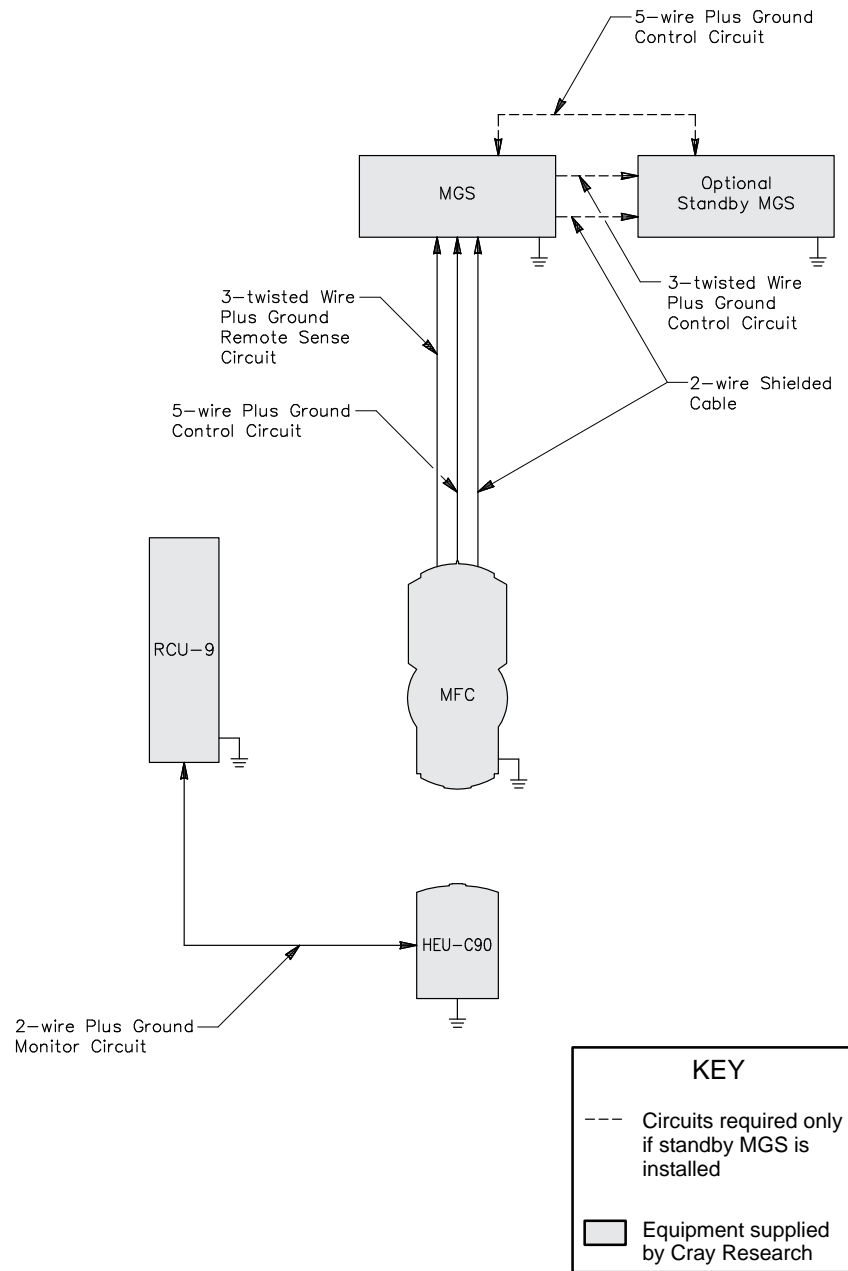 5-wire Plus Ground
Control Circuit
MGS
Optional
Standby MGS
3-twisted Wire
Plus Ground
Remote Sense
Circuit
3-twisted Wire
Plus Ground
Control Circuit
2-wire Shielded
Cable
5-wire Plus Ground
Control Circuit
RCU-9
MFC
HEU-C90
2-wire Plus Ground
Monitor Circuit
KEY
Circuits required only
if standby MGS is
installed
Equipment supplied
by Cray Research